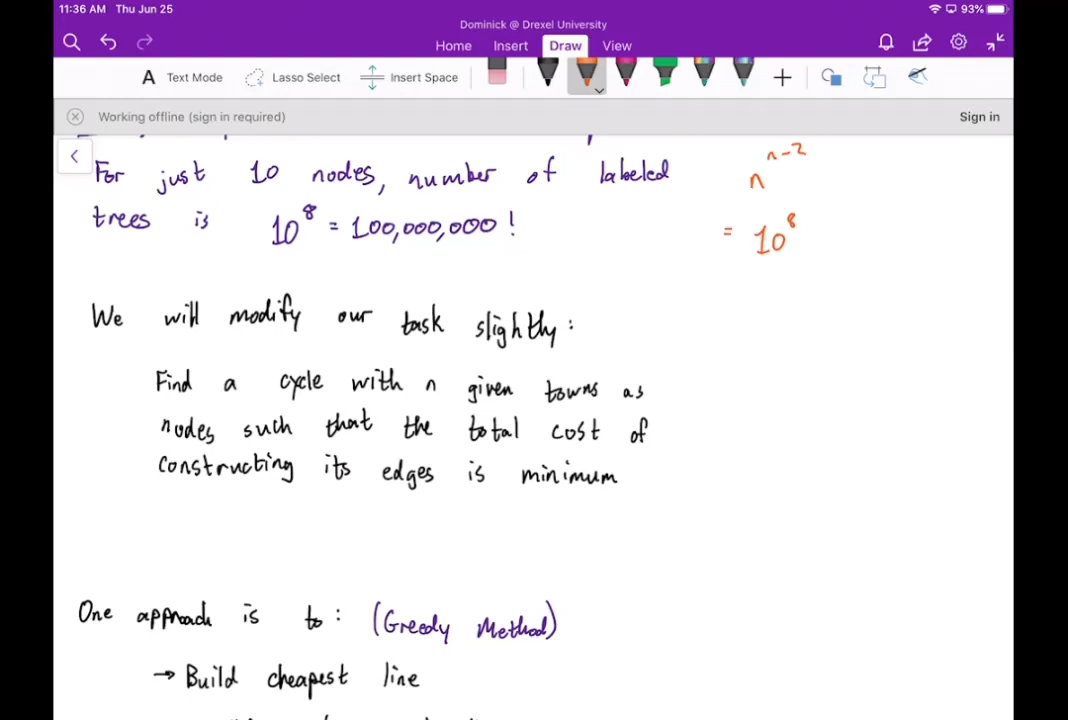 11:36 AM Thu Jun 25
93%
Dominick @ Drexel University
Home Insert Draw View
A Text Mode Lasso Select Insert Space
Working offline (sign in required) Sign in
For just 10 nodes, number of labeled
trees is 10^8 = 100,000,000 !
n^n-2
= 10^8
We will modify our task slightly:
Find a cycle with n given towns as
nodes such that the total cost of
constructing its edges is minimum
One approach is to: (Greedy Method)
→ Build cheapest line